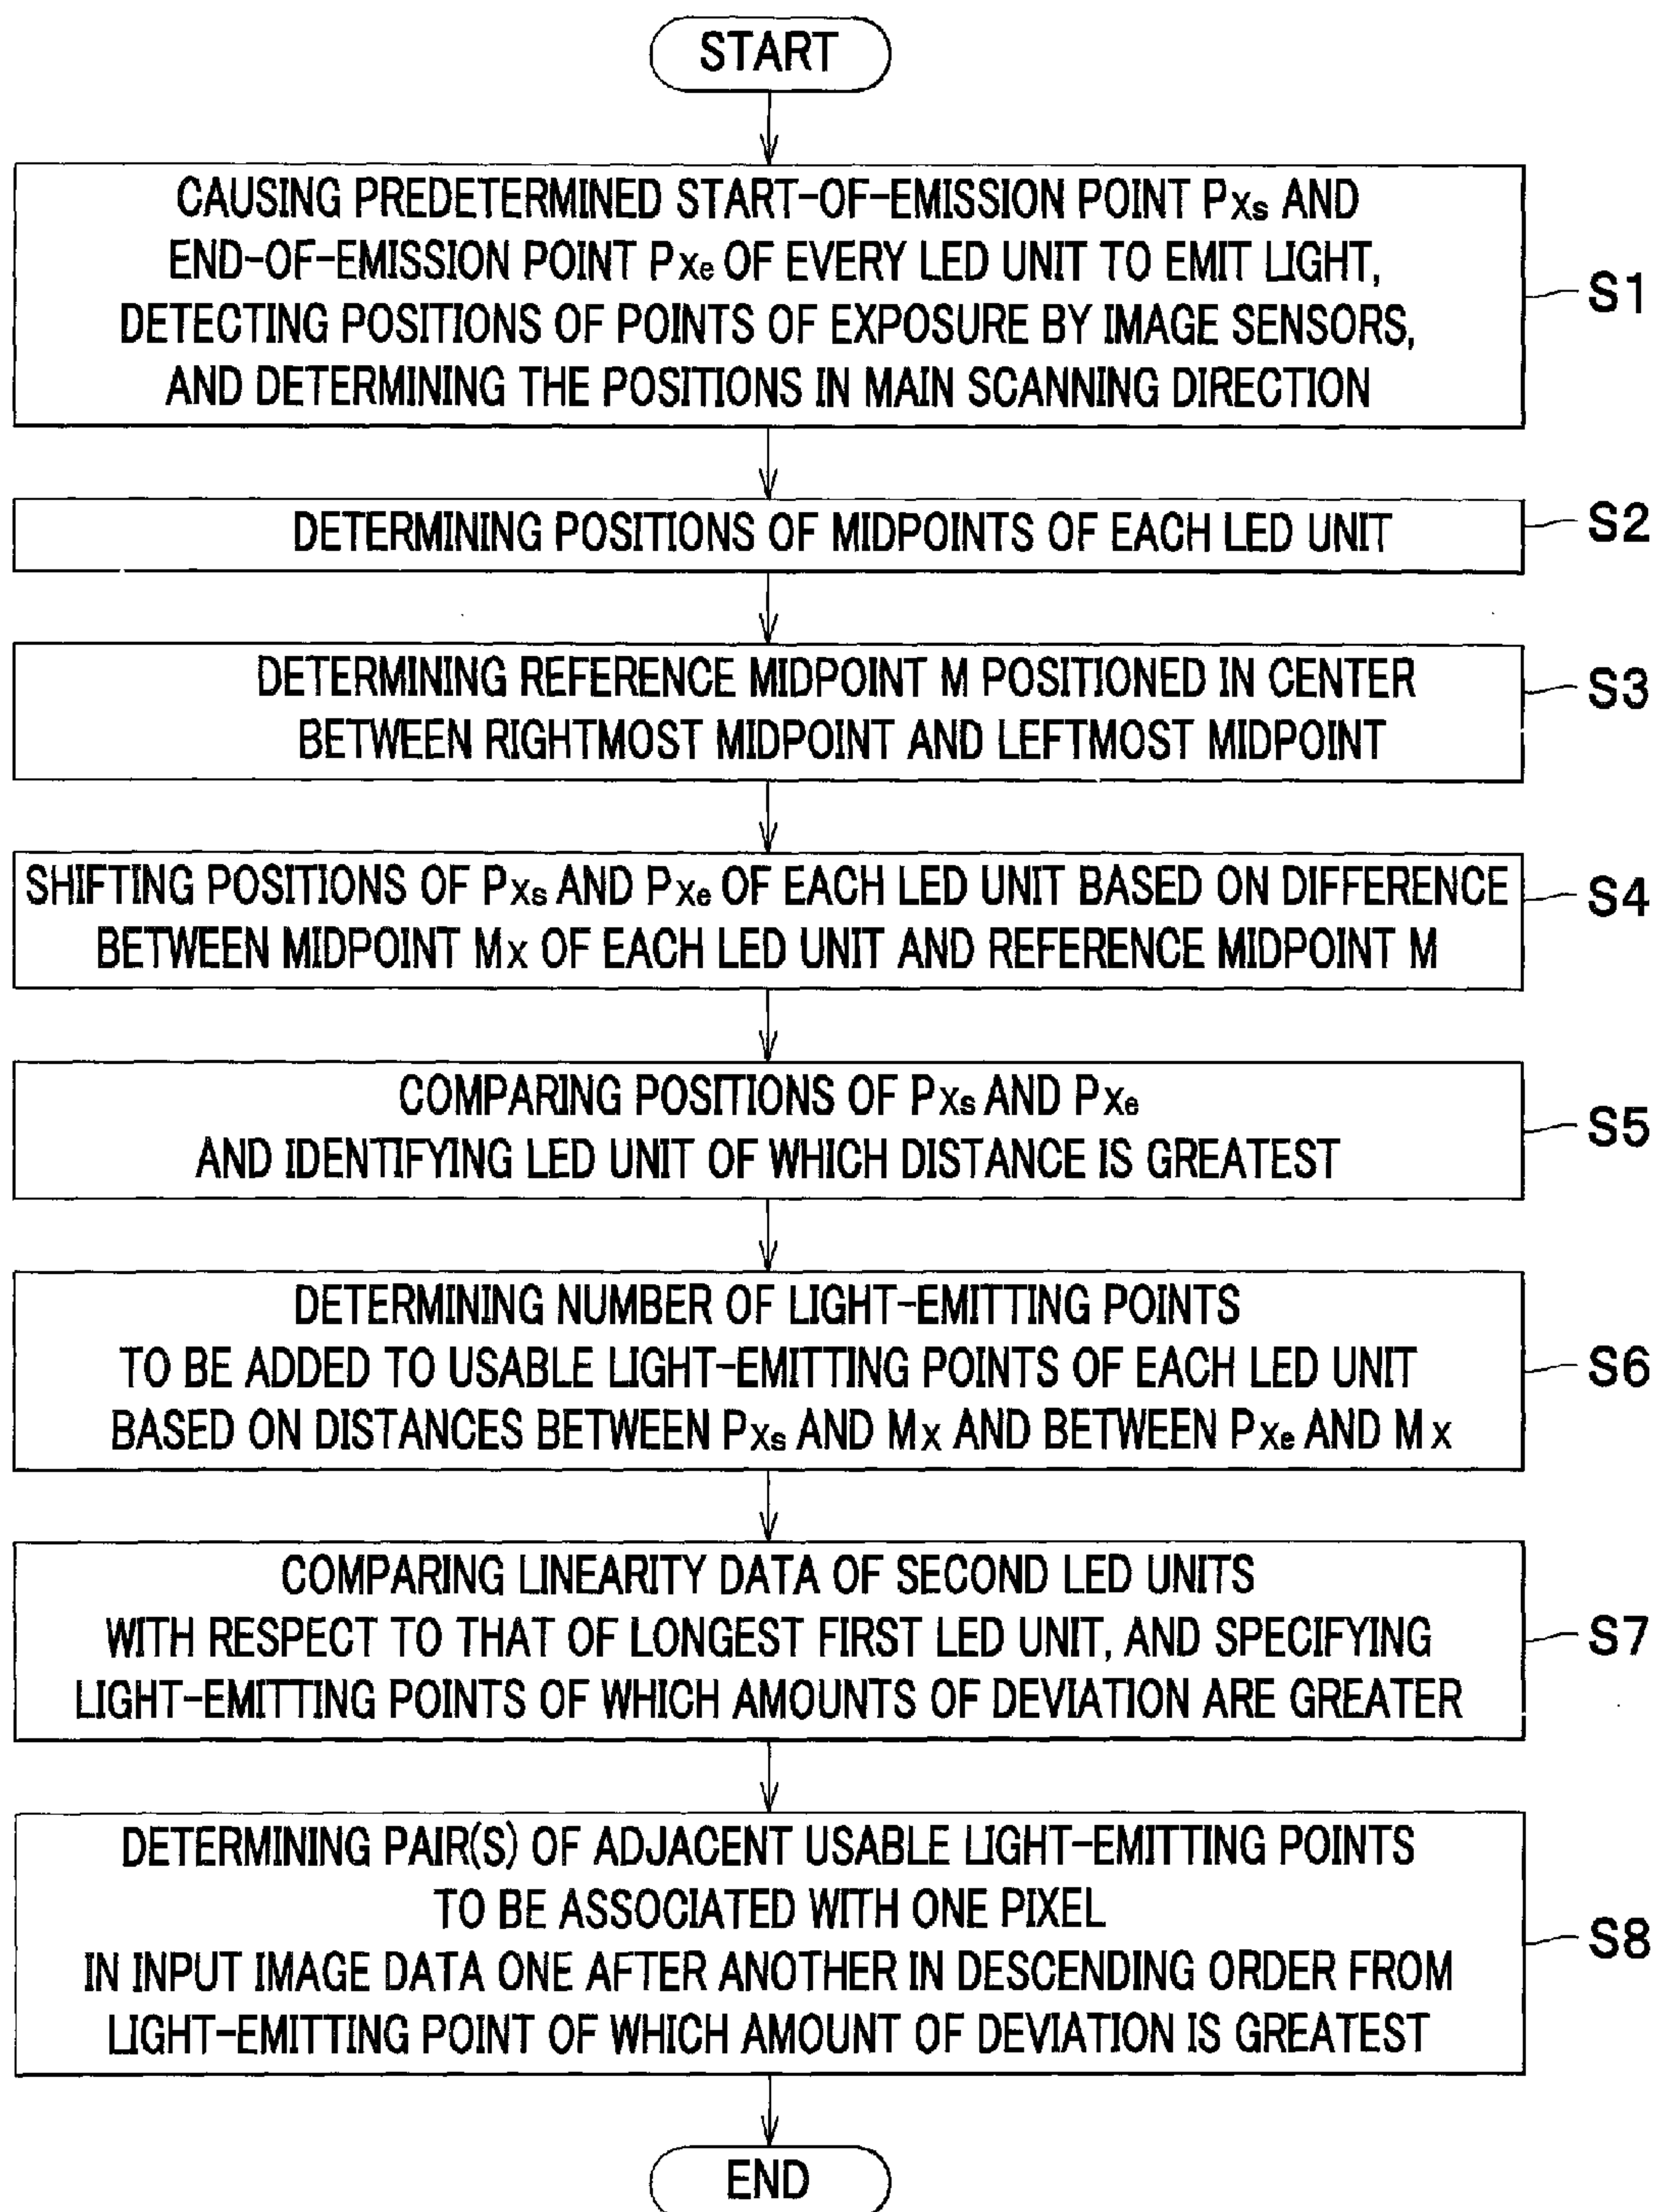 START
CAUSING PREDETERMINED START-OF-EMISSION POINT PXs AND
END-OF-EMISSION POINT PXe OF EVERY LED UNIT TO EMIT LIGHT,
DETECTING POSITIONS OF POINTS OF EXPOSURE BY IMAGE SENSORS,
AND DETERMINING THE POSITIONS IN MAIN SCANNING DIRECTION
S1
DETERMINING POSITIONS OF MIDPOINTS OF EACH LED UNIT
S2
DETERMINING REFERENCE MIDPOINT M POSITIONED IN CENTER
BETWEEN RIGHTMOST MIDPOINT AND LEFTMOST MIDPOINT
S3
SHIFTING POSITIONS OF PXs AND PXe OF EACH LED UNIT BASED ON DIFFERENCE
BETWEEN MIDPOINT MX OF EACH LED UNIT AND REFERENCE MIDPOINT M
S4
COMPARING POSITIONS OF PXs AND PXe
AND IDENTIFYING LED UNIT OF WHICH DISTANCE IS GREATEST
S5
DETERMINING NUMBER OF LIGHT-EMITTING POINTS
TO BE ADDED TO USABLE LIGHT-EMITTING POINTS OF EACH LED UNIT
BASED ON DISTANCES BETWEEN PXs AND MX AND BETWEEN PXe AND MX
S6
COMPARING LINEARITY DATA OF SECOND LED UNITS
WITH RESPECT TO THAT OF LONGEST FIRST LED UNIT, AND SPECIFYING
LIGHT-EMITTING POINTS OF WHICH AMOUNTS OF DEVIATION ARE GREATER
S7
DETERMINING PAIR(S) OF ADJACENT USABLE LIGHT-EMITTING POINTS
TO BE ASSOCIATED WITH ONE PIXEL
IN INPUT IMAGE DATA ONE AFTER ANOTHER IN DESCENDING ORDER FROM
LIGHT-EMITTING POINT OF WHICH AMOUNT OF DEVIATION IS GREATEST
S8
END